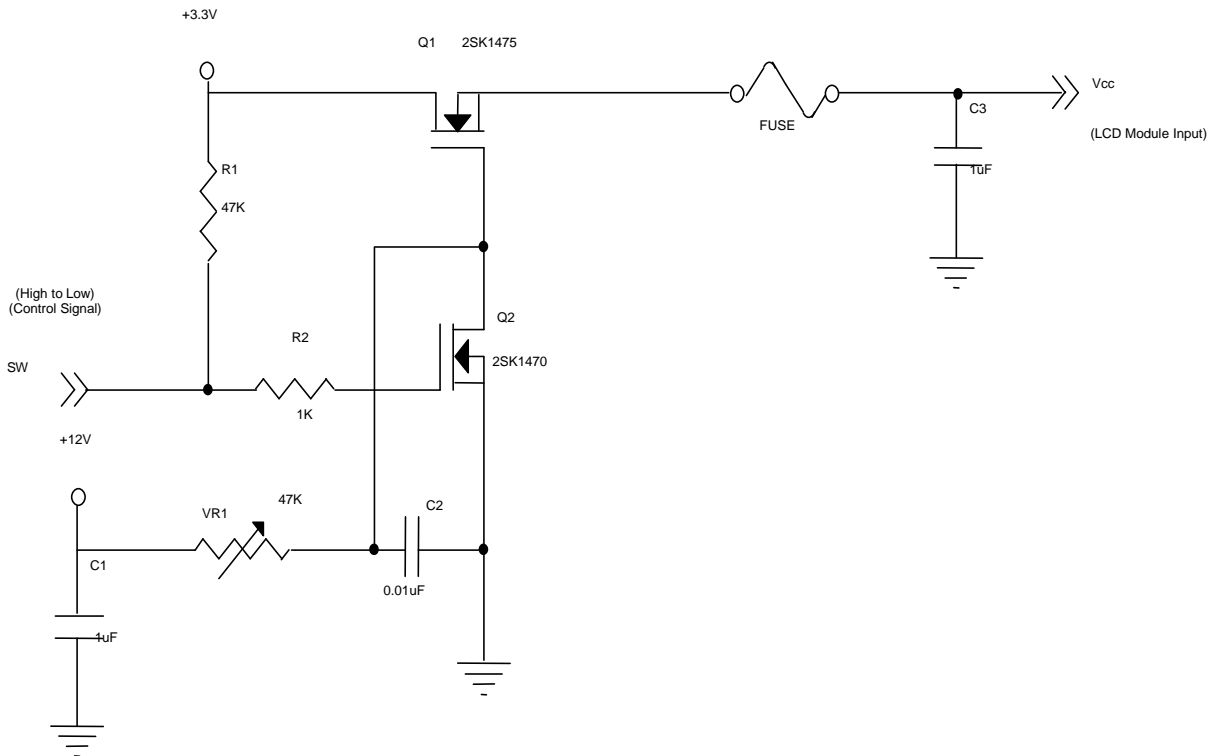 +3.3V
Q1 2SK1475
Vcc
C3
FUSE
(LCD Module Input)
R1
1uF
47K
(High to Low)
(Control Signal)
Q2
R2
2SK1470
SW
1K
+12V
47K
C2
VR1
C1
0.01uF
1uF